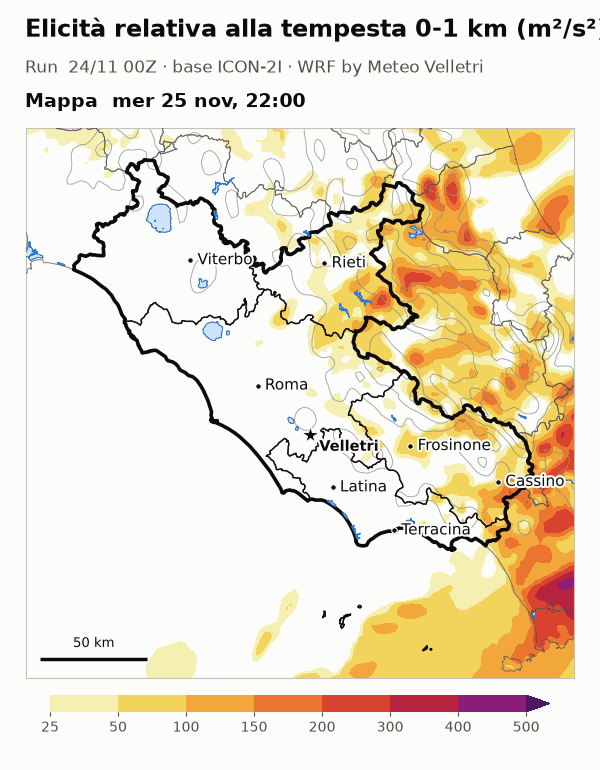 Elicità relativa alla tempesta 0-1 km (m²/s²)
Run 24/11 00Z · base ICON-2I · WRF by Meteo Velletri
Mappa mer 25 nov, 22:00
Viterbo
Rieti
Roma
Velletri
Frosinone
Cassino
Latina
Terracina
50 km
25 50 100 150 200 300 400 500